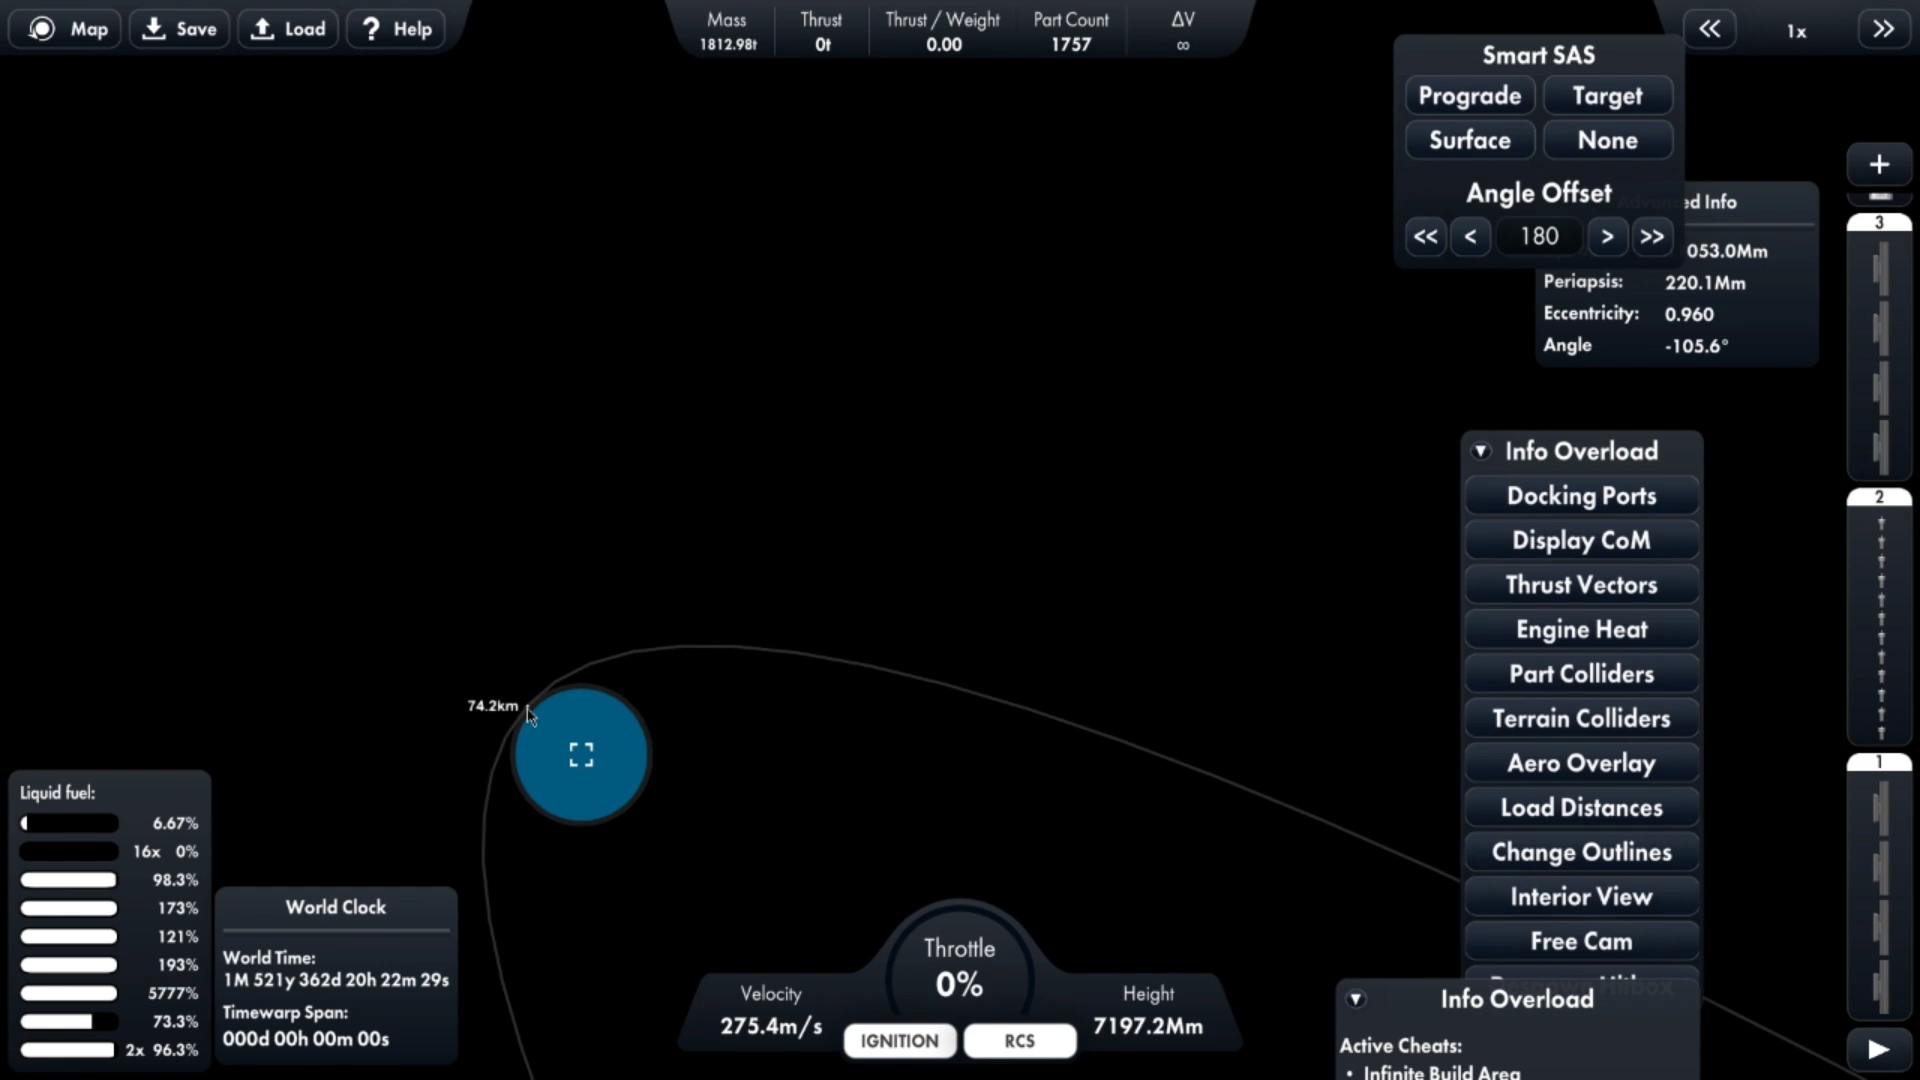 Map
Save
Load
? Help
Mass
1812.98t
Thrust
0t
Thrust / Weight
0.00
Part Count
1757
ΔV
∞
1x
Smart SAS
Prograde
Target
Surface
None
Angle Offset
<<
<
180
>
>>
ed Info
053.0Mm
Periapsis: 220.1Mm
Eccentricity: 0.960
Angle -105.6°
+
3
2
1
Info Overload
Docking Ports
Display CoM
Thrust Vectors
Engine Heat
Part Colliders
Terrain Colliders
Aero Overlay
Load Distances
Change Outlines
Interior View
Free Cam
74.2km
Liquid fuel:
6.67%
16x 0%
98.3%
173%
121%
193%
5777%
73.3%
2x 96.3%
World Clock
World Time:
1M 521y 362d 20h 22m 29s
Timewarp Span:
000d 00h 00m 00s
Throttle
0%
Velocity
275.4m/s
Height
7197.2Mm
IGNITION
RCS
Info Overload
Active Cheats:
• Infinite Build Area